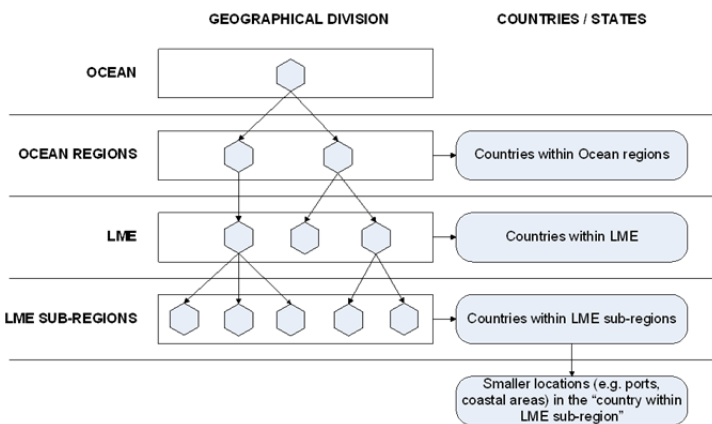 GEOGRAPHICAL DIVISION
COUNTRIES / STATES
OCEAN
OCEAN REGIONS
Countries within Ocean regions
LME
Countries within LME
LME SUB-REGIONS
Countries within LME sub-regions
Smaller locations (e.g. ports,
coastal areas) in the “country within
LME sub-region”